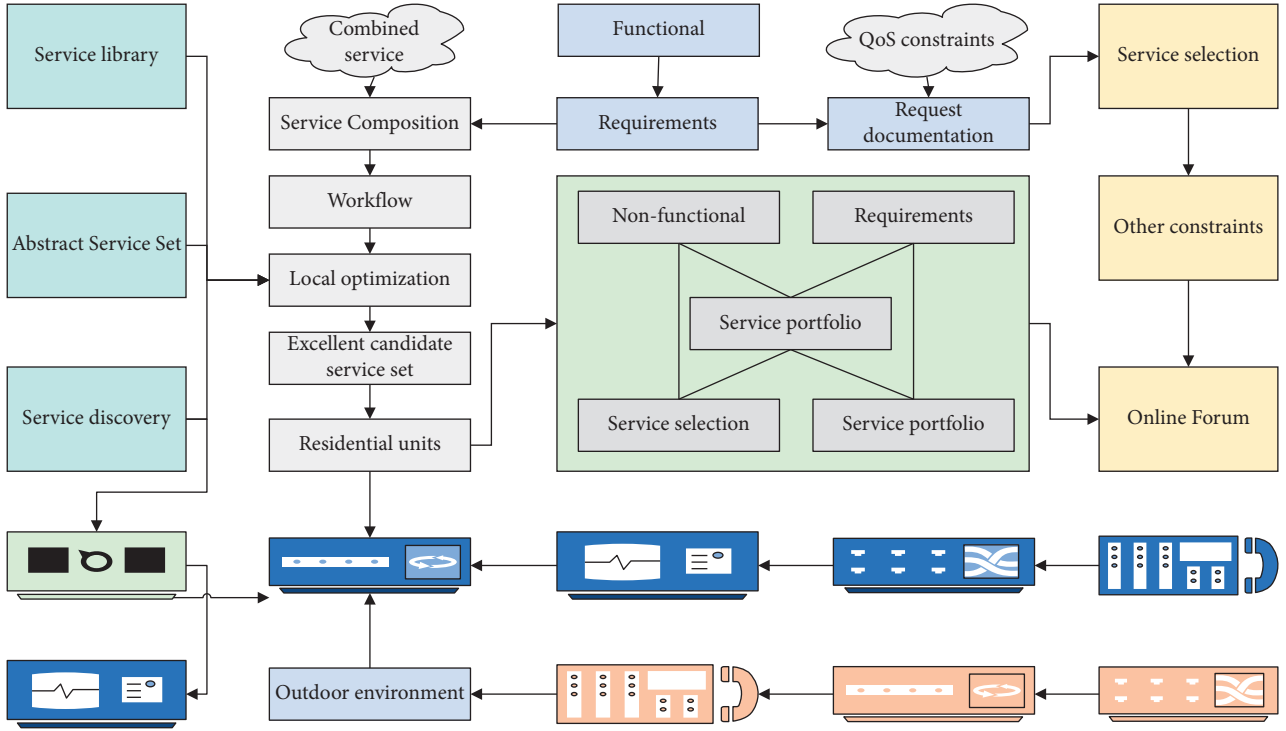 Service library
Combined
service
Functional
QoS constraints
Service selection
Service Composition
Requirements
Request
documentation
Workflow
Abstract Service Set
Non-functional
Requirements
Other constraints
Local optimization
Service portfolio
Excellent candidate
service set
Service discovery
Residential units
Service selection
Service portfolio
Online Forum
Outdoor environment